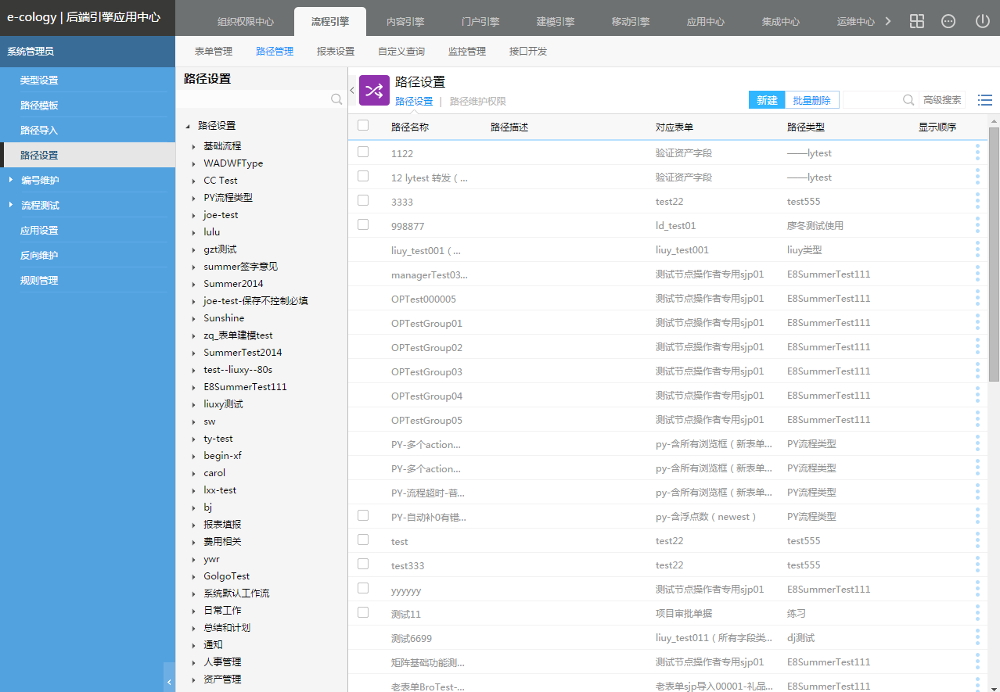 e-cology | 后端引擎应用中心
组织权限中心 流程引擎 内容引擎 门户引擎 建模引擎 移动引擎 应用中心 集成中心 运维中心
系统管理员
表单管理 路径管理 报表设置 自定义查询 监控管理 接口开发
类型设置
路径模板
路径导入
路径设置
编号维护
流程测试
应用设置
反向维护
规则管理
路径设置
路径设置
基础流程
WADWFType
CC Test
PY流程类型
joe-test
lulu
gzt测试
summer签字意见
Summer2014
joe-test-保存不控制必填
Sunshine
zq_表单建模test
SummerTest2014
test--liuxy--80s
E8SummerTest111
liuxy测试
sw
ty-test
begin-xf
carol
lxx-test
bj
报表填报
费用相关
ywr
GolgoTest
系统默认工作流
日常工作
总结和计划
通知
人事管理
资产管理
路径设置
路径设置 | 路径维护权限
新建 批量删除 高级搜索
路径名称 路径描述 对应表单 路径类型 显示顺序
1122 验证资产字段 ——lytest
12 lytest 转发 ( ... 验证资产字段 ——lytest
3333 test22 test555
998877 ld_test01 廖冬测试使用
liuy_test001 ( ... liuy_test001 liuy类型
managerTest03... 测试节点操作者专用sjp01 E8SummerTest111
OPTest000005 测试节点操作者专用sjp01 E8SummerTest111
OPTestGroup01 测试节点操作者专用sjp01 E8SummerTest111
OPTestGroup02 测试节点操作者专用sjp01 E8SummerTest111
OPTestGroup03 测试节点操作者专用sjp01 E8SummerTest111
OPTestGroup04 测试节点操作者专用sjp01 E8SummerTest111
OPTestGroup05 测试节点操作者专用sjp01 E8SummerTest111
PY-多个action... py-含所有浏览框 ( 新表单... PY流程类型
PY-多个action... py-含所有浏览框 ( 新表单... PY流程类型
PY-流程超时-普... py-含所有浏览框 ( 新表单... PY流程类型
PY-自动补0有错... py-含浮点数 ( newest ) PY流程类型
test test22 test555
test333 test22 test555
yyyyyy 测试节点操作者专用sjp01 E8SummerTest111
测试11 项目审批单据 练习
测试6699 liuy_test011 ( 所有字段类... dj测试
矩阵基础功能测... 测试节点操作者专用sjp01 E8SummerTest111
老表单BroTest-... 老表单sjp导入00001-礼品... E8SummerTest111